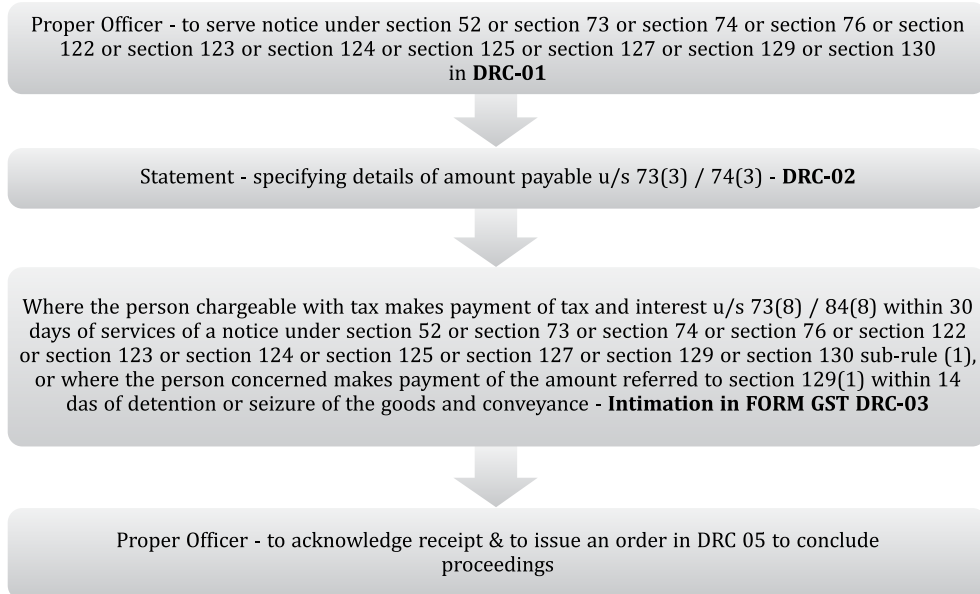 Proper Officer - to serve notice under section 52 or section 73 or section 74 or section 76 or section
122 or section 123 or section 124 or section 125 or section 127 or section 129 or section 130
in DRC-01
Statement - specifying details of amount payable u/s 73(3) / 74(3) - DRC-02
Where the person chargeable with tax makes payment of tax and interest u/s 73(8) / 84(8) within 30
days of services of a notice under section 52 or section 73 or section 74 or section 76 or section 122
or section 123 or section 124 or section 125 or section 127 or section 129 or section 130 sub-rule (1),
or where the person concerned makes payment of the amount referred to section 129(1) within 14
das of detention or seizure of the goods and conveyance - Intimation in FORM GST DRC-03
Proper Officer - to acknowledge receipt & to issue an order in DRC 05 to conclude
proceedings